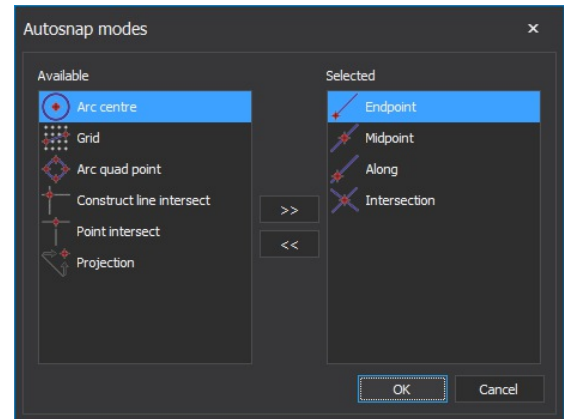 Autosnap modes
Available
Arc centre
Grid
Arc quad point
Construct line intersect
Point intersect
Projection
>>
<<
Selected
Endpoint
Midpoint
Along
Intersection
OK
Cancel